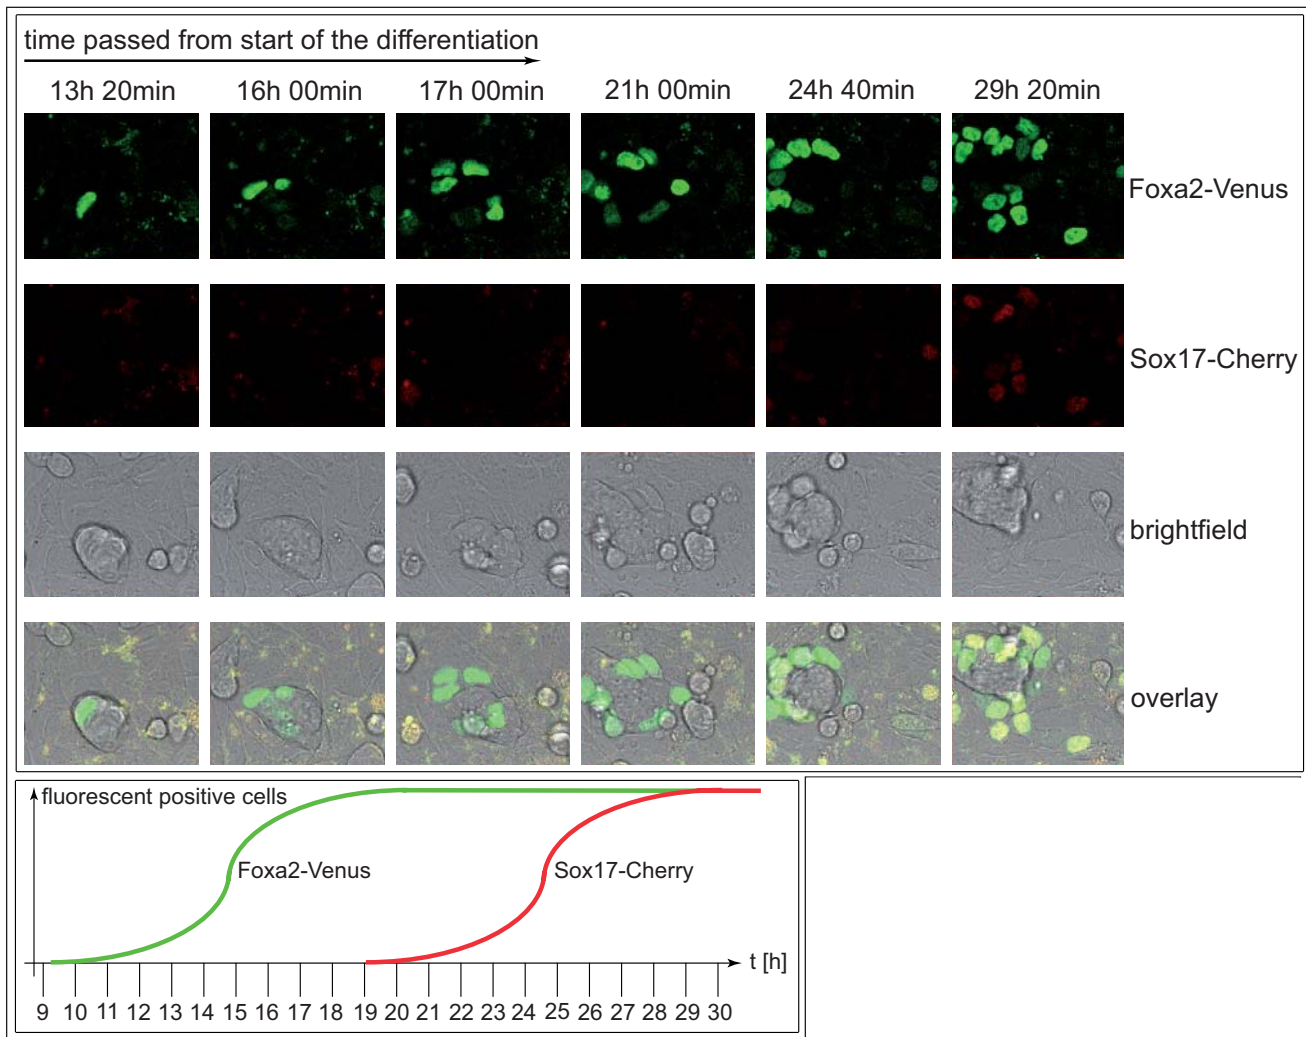 time passed from start of the differentiation
13h 20min 16h 00min 17h 00min 21h 00min 24h 40min 29h 20min
Foxa2-Venus
Sox17-Cherry
brightfield
overlay
fluorescent positive cells
Foxa2-Venus
Sox17-Cherry
t [h]
9 10 11 12 13 14 15 16 17 18 19 20 21 22 23 24 25 26 27 28 29 30